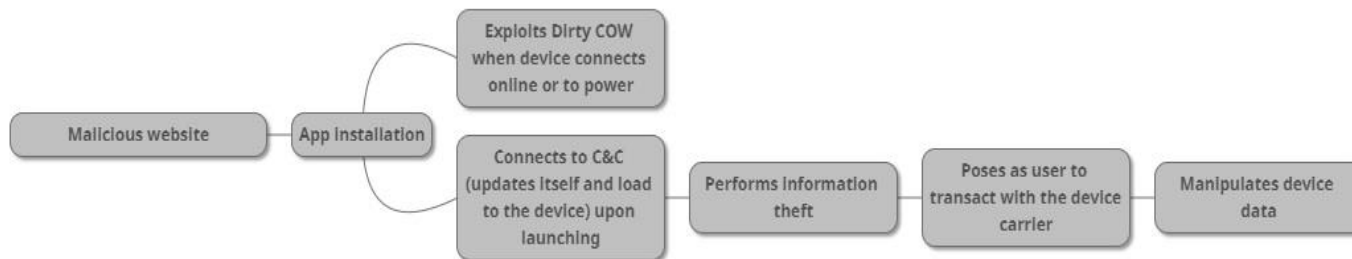 Malicious website
App installation
Exploits Dirty COW
when device connects
online or to power
Connects to C&C
(updates itself and load
to the device) upon
launching
Performs information
theft
Poses as user to
transact with the device
carrier
Manipulates device
data